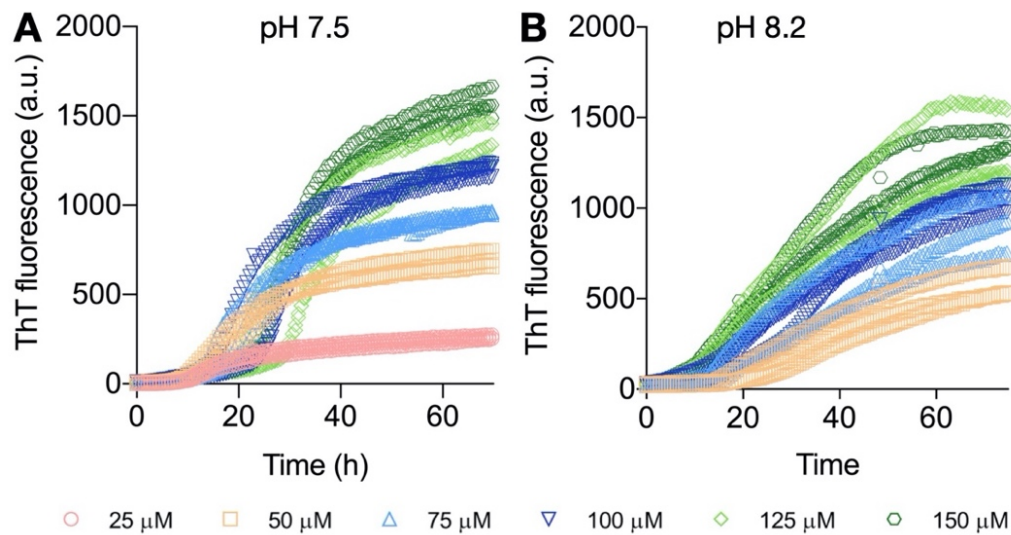 A
pH 7.5
ThT fluorescence (a.u.)
2000
1500
1000
500
0
0 20 40 60
Time (h)
B
pH 8.2
ThT fluorescence (a.u.)
2000
1500
1000
500
0
0 20 40 60
Time
25 μM 50 μM 75 μM 100 μM 125 μM 150 μM